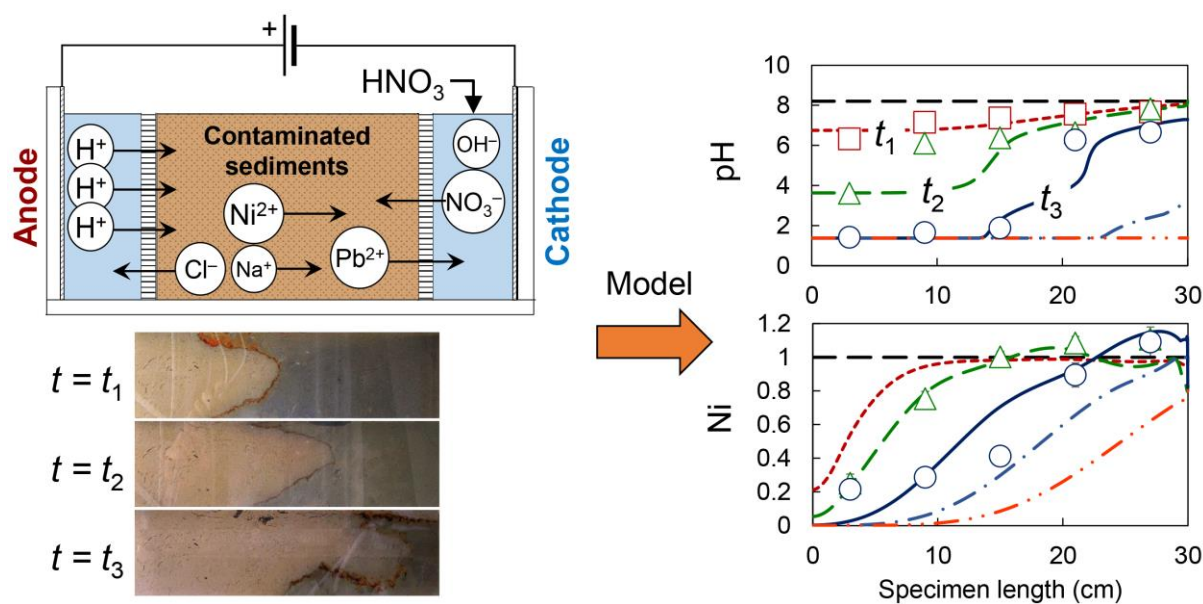 +
HNO₃
Anode
Contaminated
sediments
Cathode
H⁺
H⁺
H⁺
OH⁻
NO₃⁻
Ni²⁺
Cl⁻
Na⁺
Pb²⁺
t = t₁
t = t₂
t = t₃
Model
pH
10
8
6
4
2
0
t₁
t₂
t₃
0 10 20 30
Ni
1.2
1
0.8
0.6
0.4
0.2
0
0 10 20 30
Specimen length (cm)